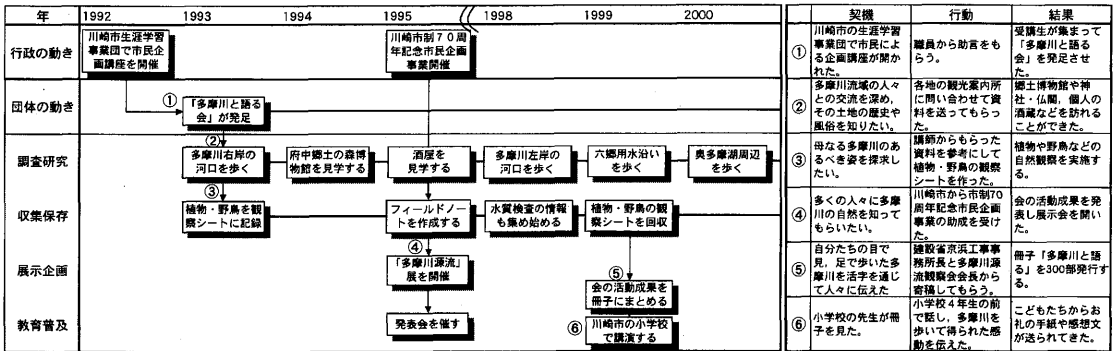 年 1992 1993 1994 1995 1998 1999 2000
行政の動き
川崎市生涯学習
事業団で市民企
画講座を開催
川崎市制70周
年記念市民企画
事業開催
団体の動き
①
「多摩川と語る
会」が発足
調査研究
②
多摩川右岸の
河口を歩く
府中郷土の森博
物館を見学する
酒屋を
見学する
多摩川左岸の
河口を歩く
六郷用水沿い
を歩く
奥多摩湖周辺
を歩く
収集保存
③
植物・野鳥を観
察シートに記録
フィールドノー
トを作成する
水質検査の情報
も集め始める
植物・野鳥の観
察シートを回収
展示企画
④
「多摩川源流」
展を開催
⑤
会の活動成果を
冊子にまとめる
教育普及
発表会を催す
⑥
川崎市の小学校
で講演する
契機 行動 結果
①
川崎市の生涯学習
事業団で市民によ
る企画講座が開か
れた。
職員から助言をも
らう。
受講生が集まって
「多摩川と語る
会」を発足させ
た。
②
多摩川流域の人々
との交流を深め,
その土地の歴史や
風俗を知りたい。
各地の観光案内所
に問い合わせて資
料を送ってもらっ
た。
郷土博物館や神
社・仏閣,個人の
酒蔵などを訪れる
ことができた。
③
母なる多摩川のあ
るべき姿を探求し
たい。
講師からもらった
資料を参考にして
植物・野鳥の観察
シートを作った。
植物や野鳥などの
自然観察を実施す
る。
④
多くの人々に多摩
川の自然を知って
もらいたい。
川崎市から市制70
周年記念市民企画
事業の助成を受け
た。
会の活動成果を発
表し展示会を開い
た。
⑤
自分たちの目で
見,足で歩いた多
摩川を活字を通じ
て人々に伝えた
建設省京浜工事事
務所長と多摩川源
流観察会会長から
寄稿してもらう。
冊子「多摩川と語
る」を300部発行す
る。
⑥
小学校の先生が冊
子を見た。
小学校4年生の前
で話し,多摩川を
歩いて得られた感
動を伝えた。
こどもたちからお
礼の手紙や感想文
が送られてきた。